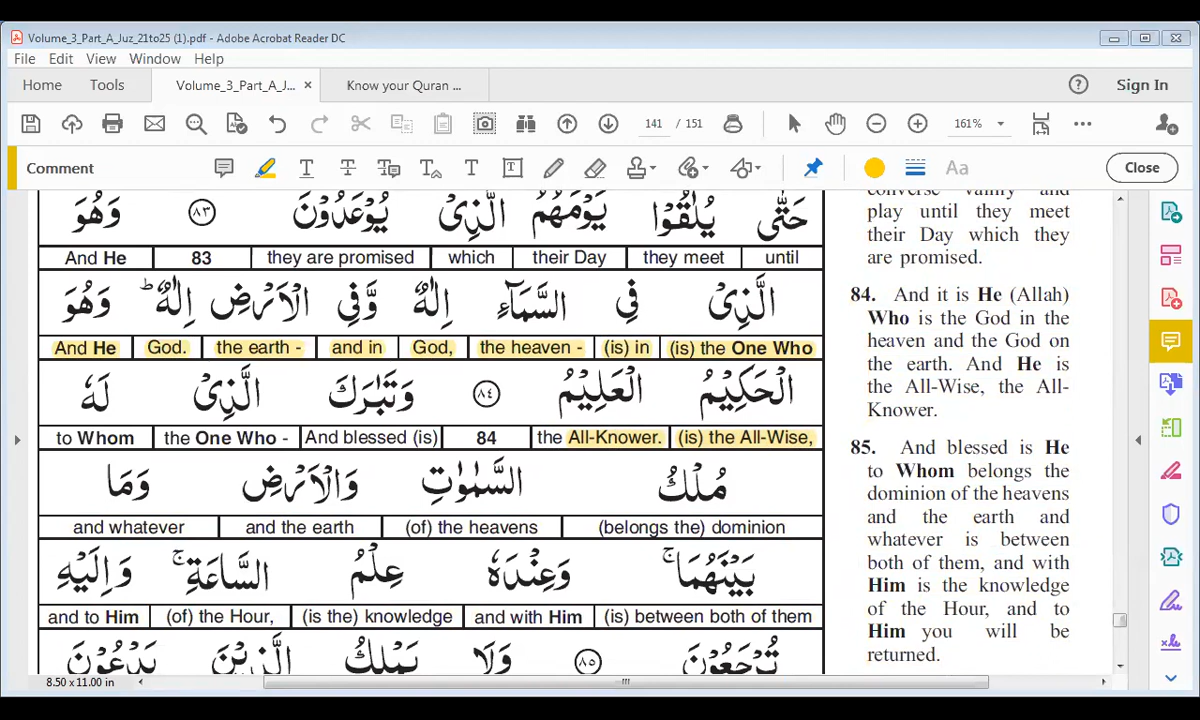 Volume_3_Part_A_Juz_21to25 (1).pdf - Adobe Acrobat Reader DC
File Edit View Window Help
Home Tools Volume_3_Part_A_J... × Know your Quran ... Sign In
141 / 151 161%
Comment Close
حَتّٰى يُلٰقُوْا يَوْمَهُمُ الَّذِىْ يُوْعَدُوْنَ ٨٣ وَهُوَ
And He 83 they are promised which their Day they meet until
الَّذِىْ فِى السَّمَآءِ اِلٰهٌ وَّفِى الْاَرْضِ اِلٰهٌ ؕ وَهُوَ
And He God. the earth - and in God, the heaven - (is) in (is) the One Who
الْحَكِيْمُ الْعَلِيْمُ ٨٤ وَتَبٰرَكَ الَّذِىْ لَهٗ
to Whom the One Who - And blessed (is) 84 the All-Knower. (is) the All-Wise,
مُلْكُ السَّمٰوٰتِ وَالْاَرْضِ وَمَا
and whatever and the earth (of) the heavens (belongs the) dominion
بَيْنَهُمَا ۚ وَعِنْدَهٗ عِلْمُ السَّاعَةِ ۚ وَاِلَيْهِ
and to Him (of) the Hour, (is the) knowledge and with Him (is) between both of them
تُرْجَعُوْنَ ٨٥ وَلَا يَمْلِكُ الَّذِيْنَ يَدْعُوْنَ
converse vainly and
play until they meet
their Day which they
are promised.
84. And it is He (Allah)
Who is the God in the
heaven and the God on
the earth. And He is
the All-Wise, the All-
Knower.
85. And blessed is He
to Whom belongs the
dominion of the heavens
and the earth and
whatever is between
both of them, and with
Him is the knowledge
of the Hour, and to
Him you will be
returned.
8.50 x 11.00 in